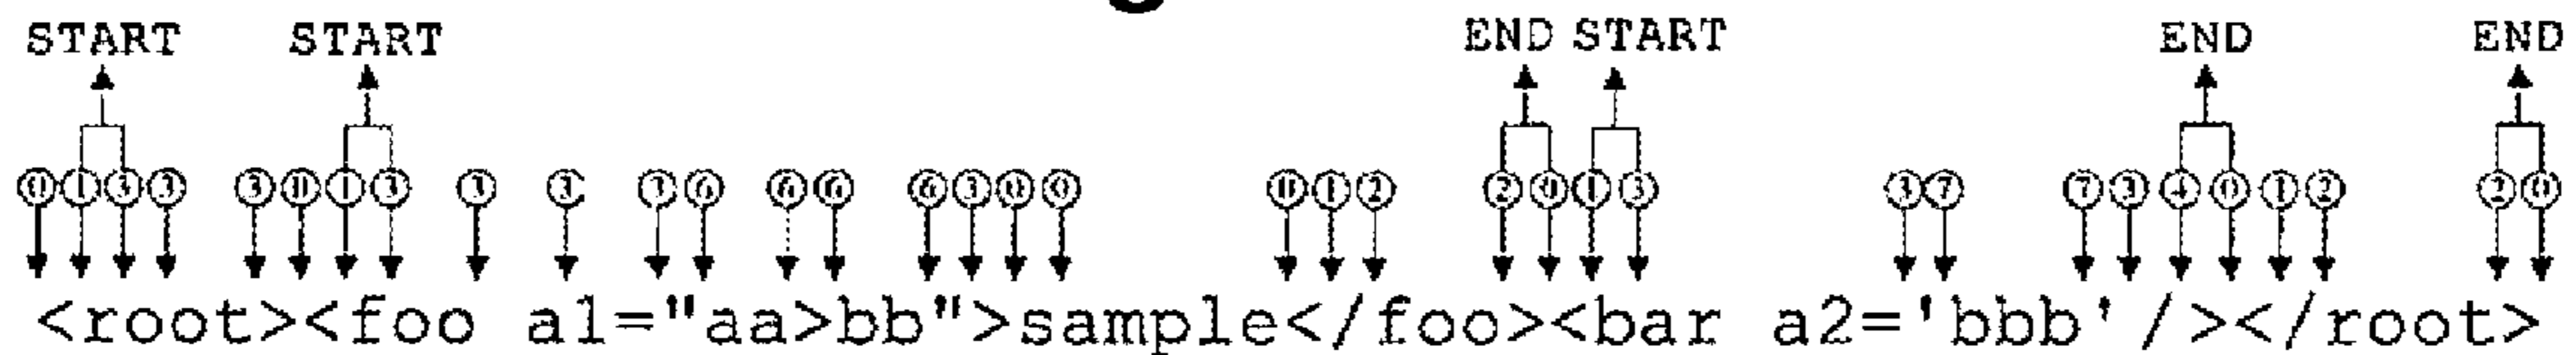 START START END START END END
0 1 3 3 3 0 1 3 3 3 3 6 6 6 6 3 0 0 0 1 2 2 0 1 3 3 7 7 3 4 0 1 2 2 0
<root><foo a1="aa>bb">sample</foo><bar a2='bbb'/></root>